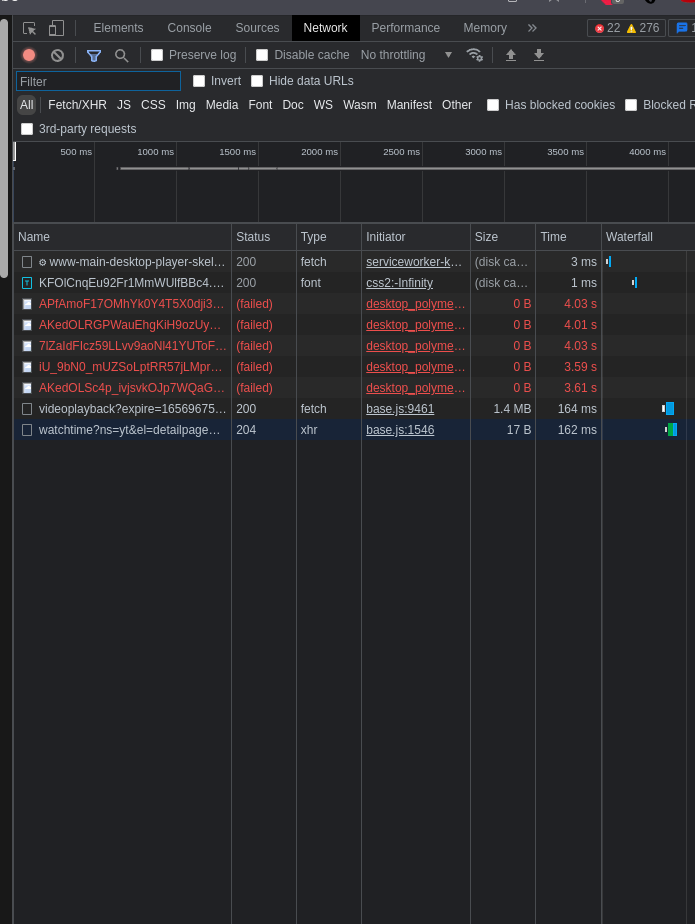 Elements Console Sources Network Performance Memory 22 276 1
Preserve log Disable cache No throttling
Filter Invert Hide data URLs
All Fetch/XHR JS CSS Img Media Font Doc WS Wasm Manifest Other Has blocked cookies Blocked R
3rd-party requests
500 ms 1000 ms 1500 ms 2000 ms 2500 ms 3000 ms 3500 ms 4000 ms
Name Status Type Initiator Size Time Waterfall
www-main-desktop-player-skel… 200 fetch serviceworker-k… (disk ca… 3 ms
KFOlCnqEu92Fr1MmWUlfBBc4.… 200 font css2:-Infinity (disk ca… 1 ms
APfAmoF17OMhYk0Y4T5X0dji3… (failed) desktop_polyme… 0 B 4.03 s
AKedOLRGPWauEhgKiH9ozUy… (failed) desktop_polyme… 0 B 4.01 s
7lZaIdFIcz59LLvv9aoNl41YUToF… (failed) desktop_polyme… 0 B 4.03 s
iU_9bN0_mUZSoLptRR57jLMpr… (failed) desktop_polyme… 0 B 3.59 s
AKedOLSc4p_ivjsvkOJp7WQaG… (failed) desktop_polyme… 0 B 3.61 s
videoplayback?expire=16569675… 200 fetch base.js:9461 1.4 MB 164 ms
watchtime?ns=yt&el=detailpage… 204 xhr base.js:1546 17 B 162 ms